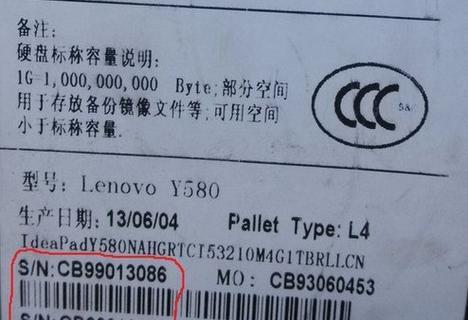 备注:
硬盘标称容量说明:
1G=1,000,000,000 Byte;部分空间
用于存放备份镜像文件等;可用空间
小于标称容量.
CCC S&E
型号: Lenovo Y580
生产日期: 13/06/04 Pallet Type: L4
IdeaPadY580NAHGRTCI53210M4G1TBRLLCN
S/N:CB99013086 MO: CB93060453